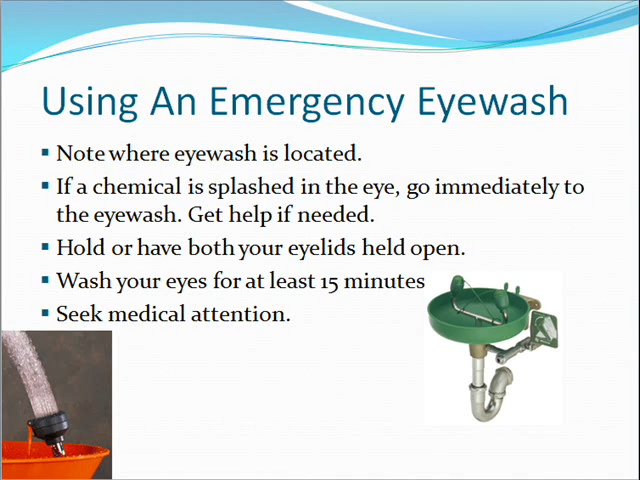 Using An Emergency Eyewash
▪ Note where eyewash is located.
▪ If a chemical is splashed in the eye, go immediately to
the eyewash. Get help if needed.
▪ Hold or have both your eyelids held open.
▪ Wash your eyes for at least 15 minutes
▪ Seek medical attention.